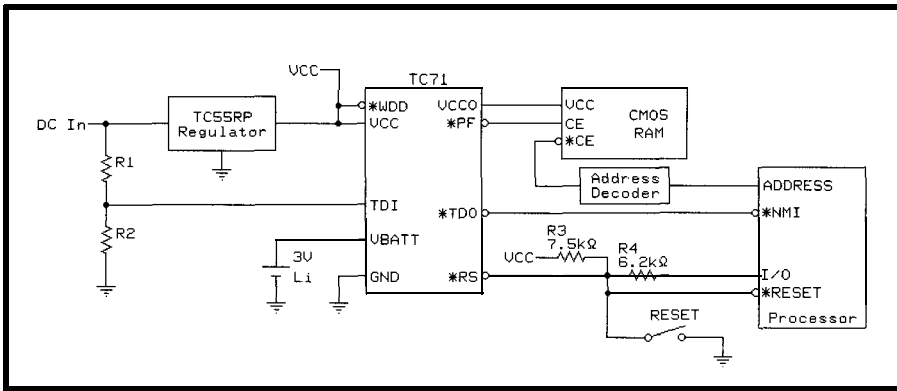 TC71
VCC
DC In
TC55RP
Regulator
R1
R2
3V
Li
*WDD
VCC
TDI
VBATT
GND
VCCO
*PF
*TDO
*RS
VCC
CE
*CE
CMOS
RAM
Address
Decoder
ADDRESS
*NMI
I/O
*RESET
Processor
R3
7.5kΩ
VCC
R4
6.2kΩ
RESET